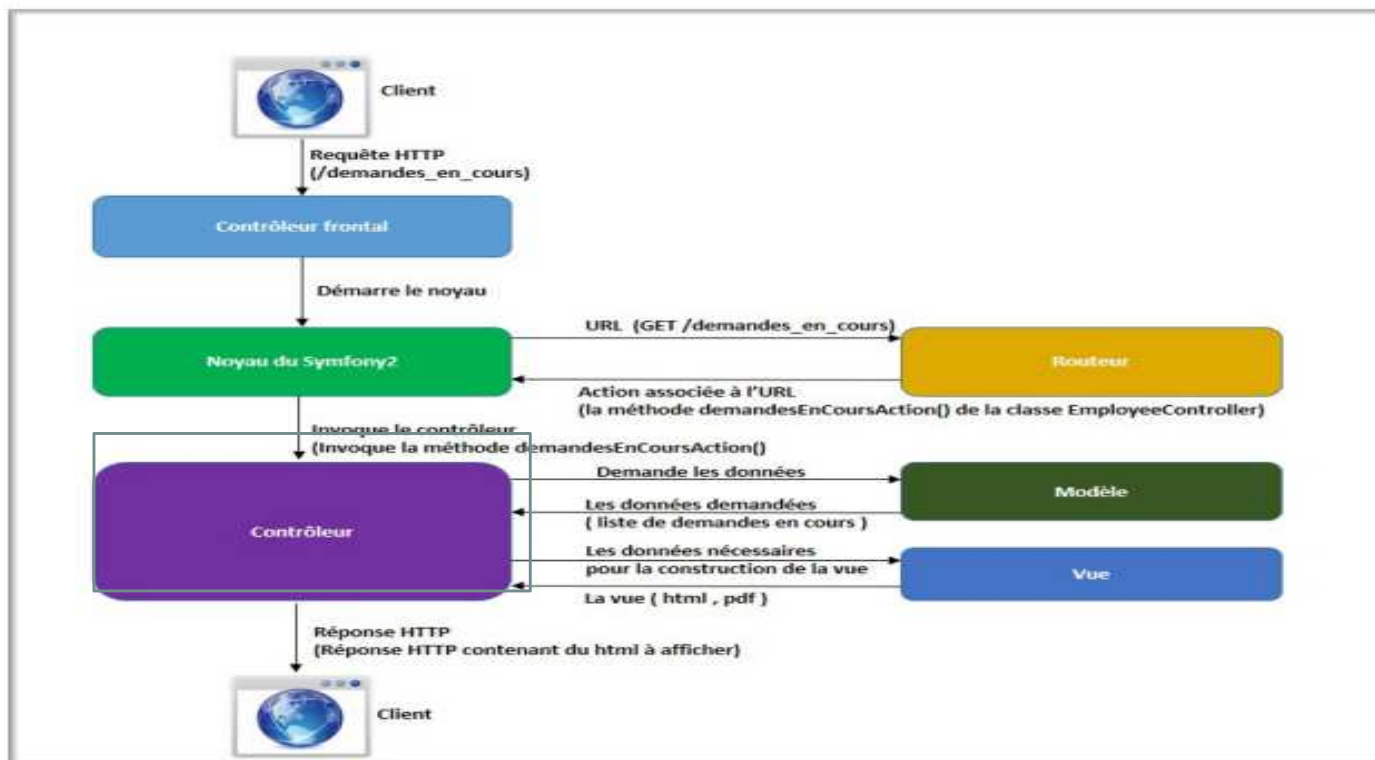 Client
Requête HTTP
(/demandes_en_cours)
Contrôleur frontal
Démarre le noyau
URL (GET /demandes_en_cours)
Noyau du Symfony2
Routeur
Action associée à l'URL
(la méthode demandesEnCoursAction() de la classe EmployeeController)
Invoque le contrôleur
(Invoque la méthode demandesEnCoursAction()
Demande les données
Modèle
Les données demandées
( liste de demandes en cours )
Contrôleur
Les données nécessaires
pour la construction de la vue
Vue
La vue ( html , pdf )
Réponse HTTP
(Réponse HTTP contenant du html à afficher)
Client